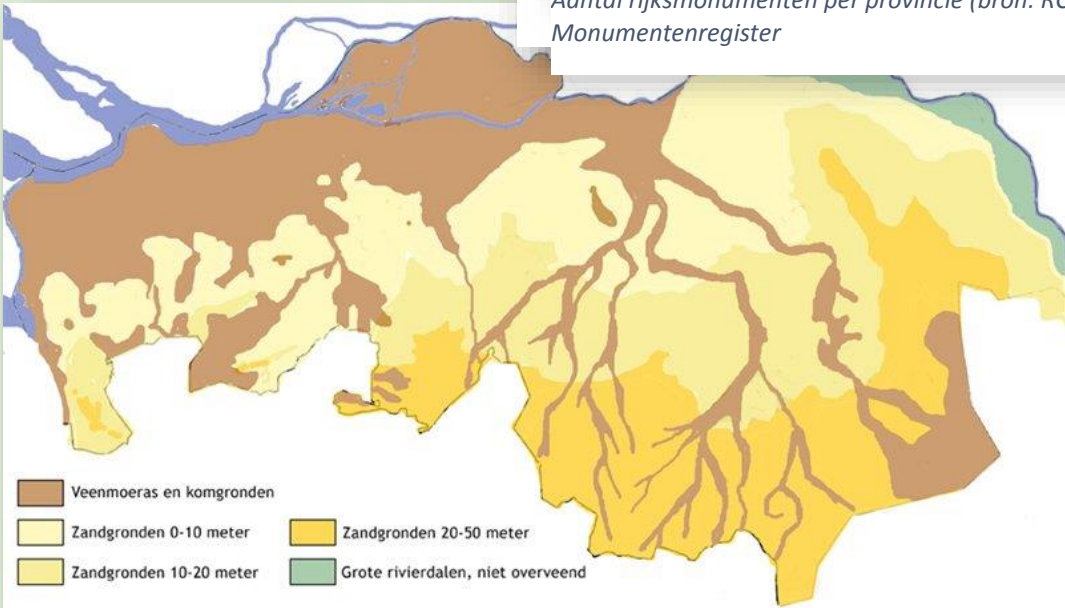 Aantal rijksmonumenten per provincie (bron:
Monumentenregister
Veenmoeras en komgronden
Zandgronden 0-10 meter
Zandgronden 20-50 meter
Zandgronden 10-20 meter
Grote rivierdalen, niet overveend